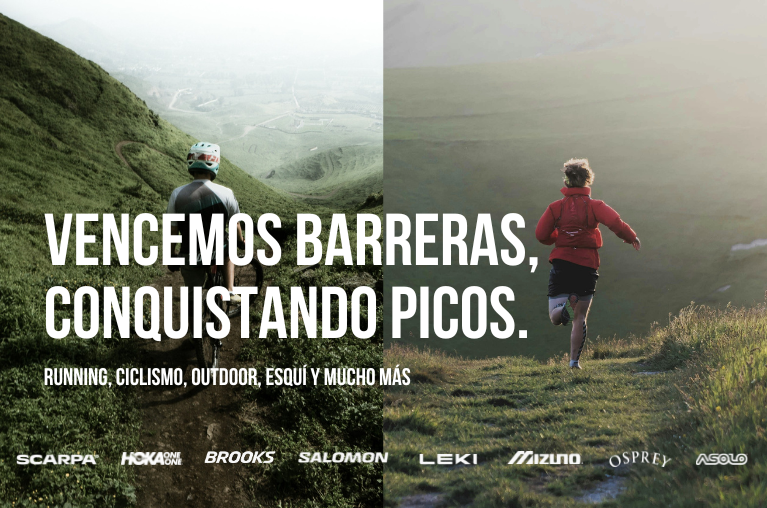 VENCEMOS BARRERAS,
CONQUISTANDO PICOS.
RUNNING, CICLISMO, OUTDOOR, ESQUÍ Y MUCHO MÁS
SCARPA HOKA ONE ONE BROOKS SALOMON LEKI MIZUNO OSPREY ASOLO